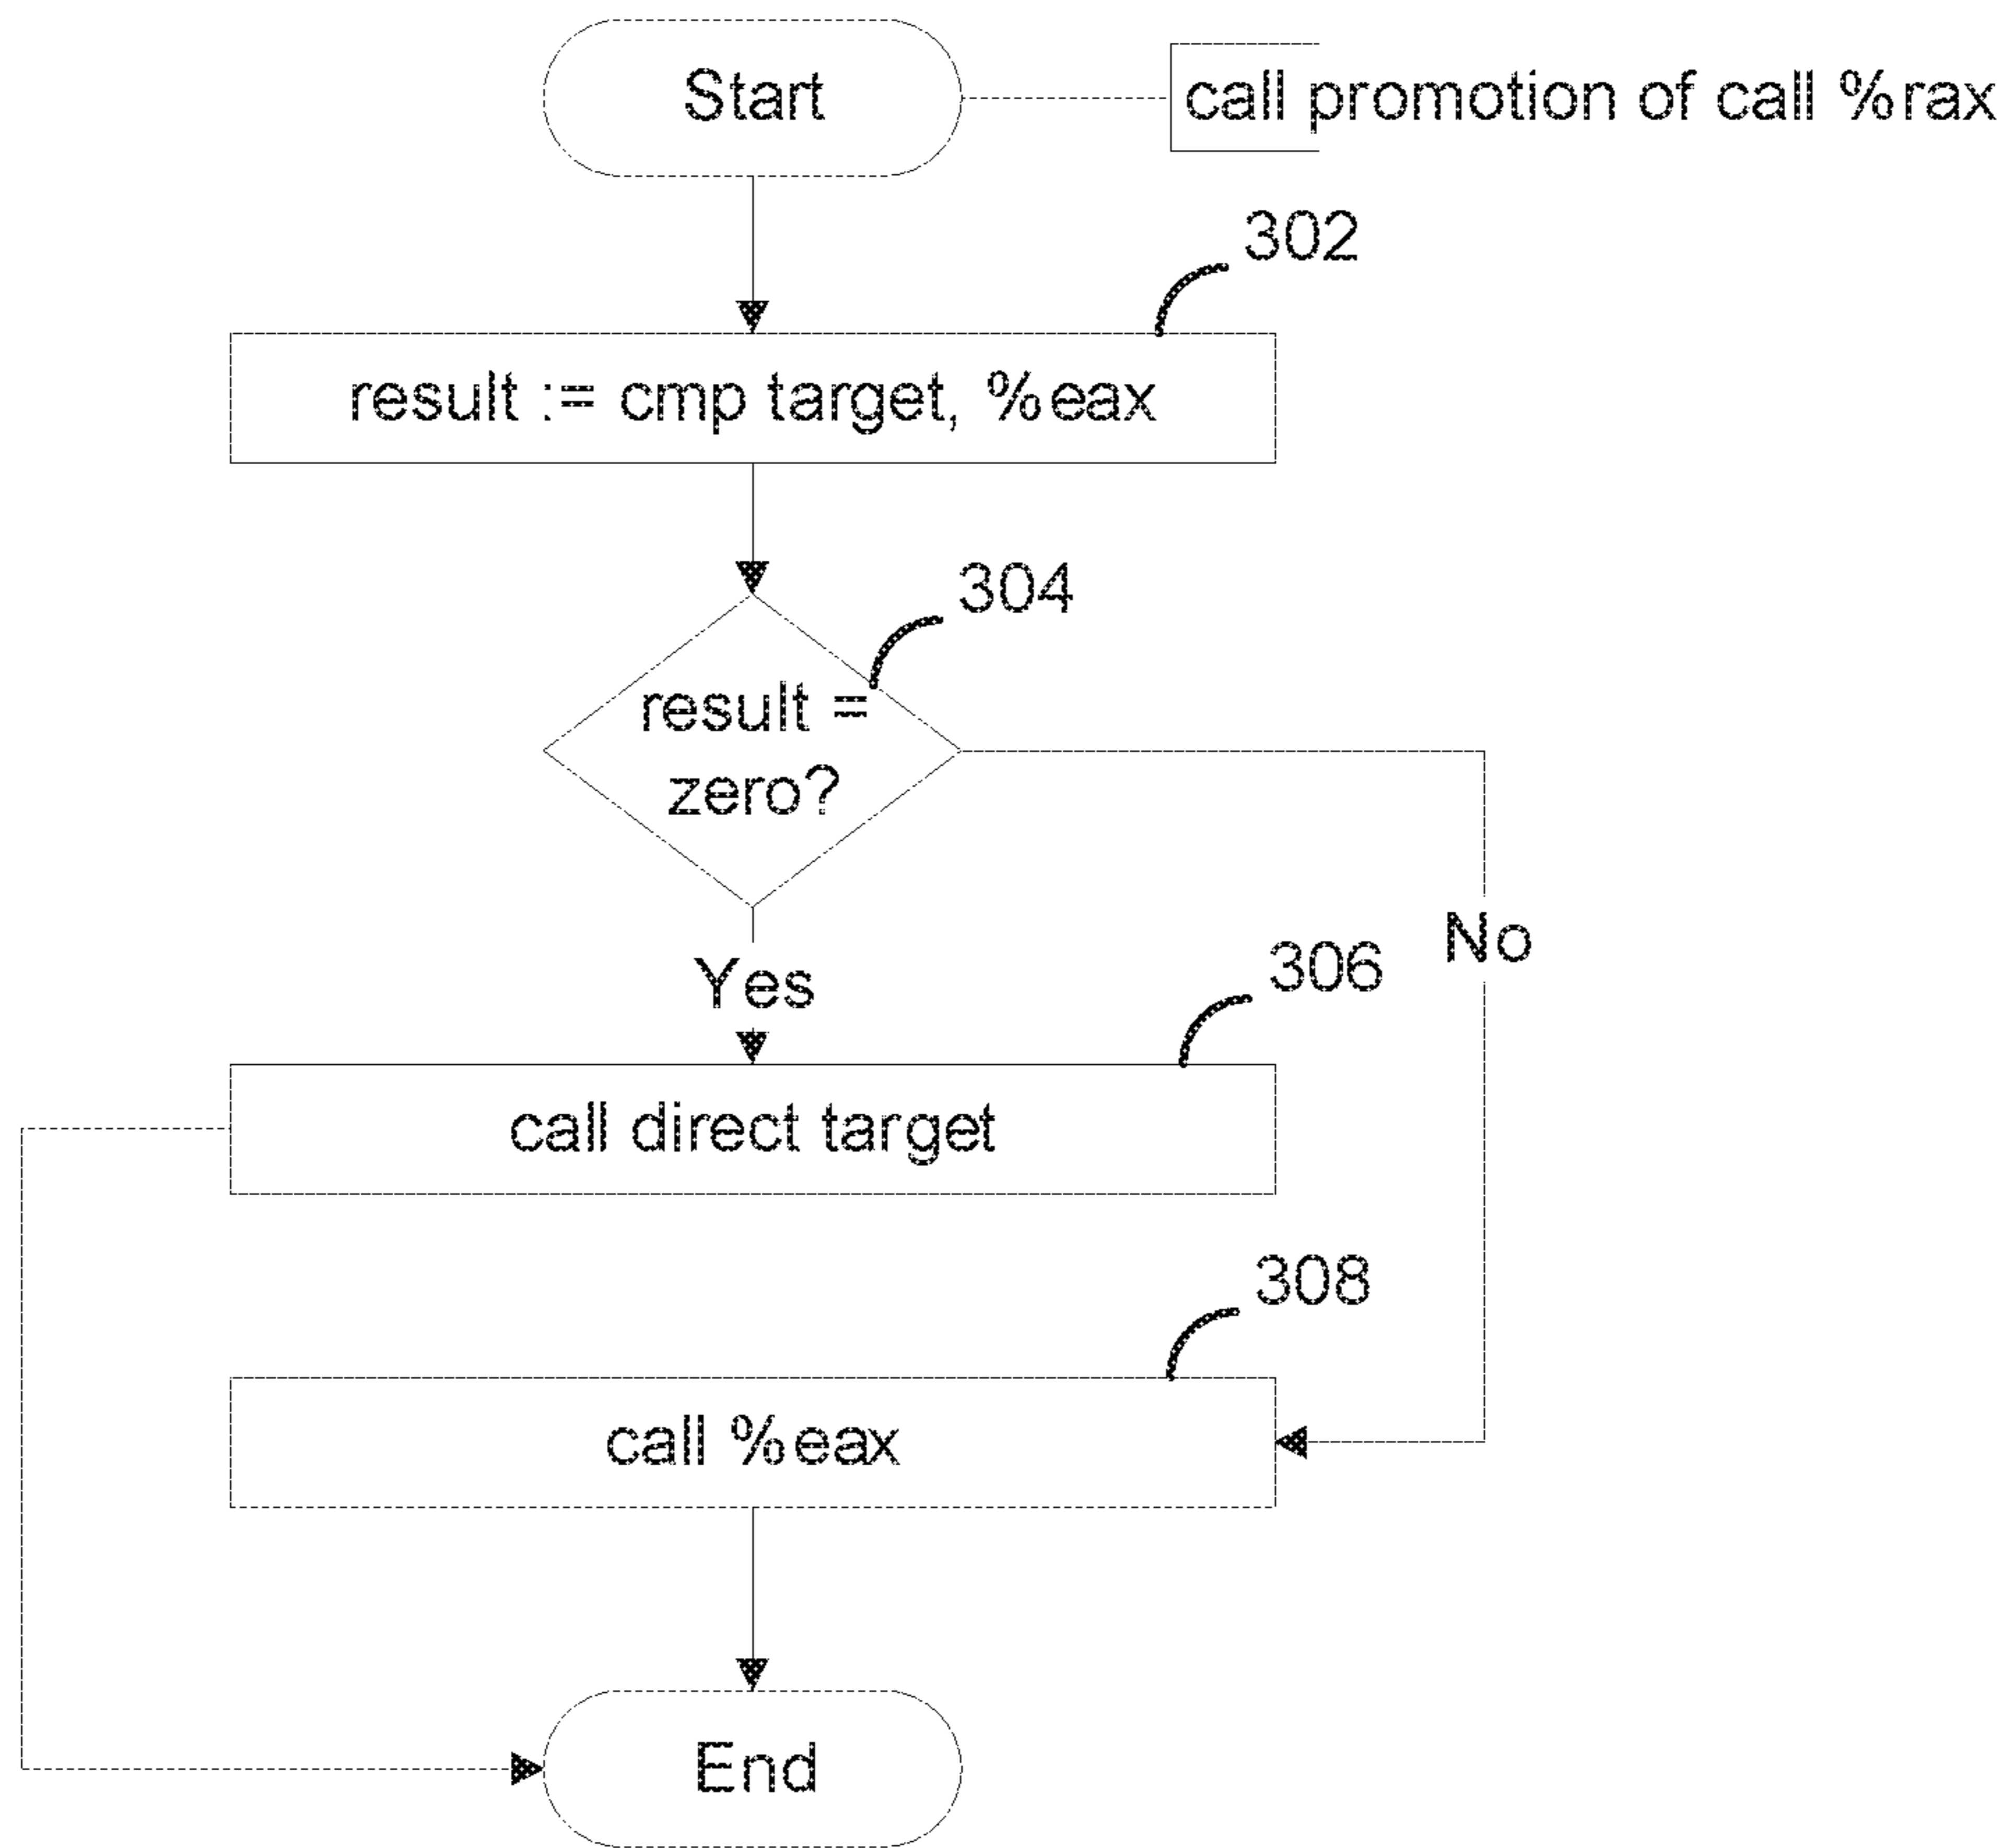 Start
call promotion of call %rax
302
result := cmp target, %eax
304
result =
zero?
No
Yes
306
call direct target
308
call %eax
End